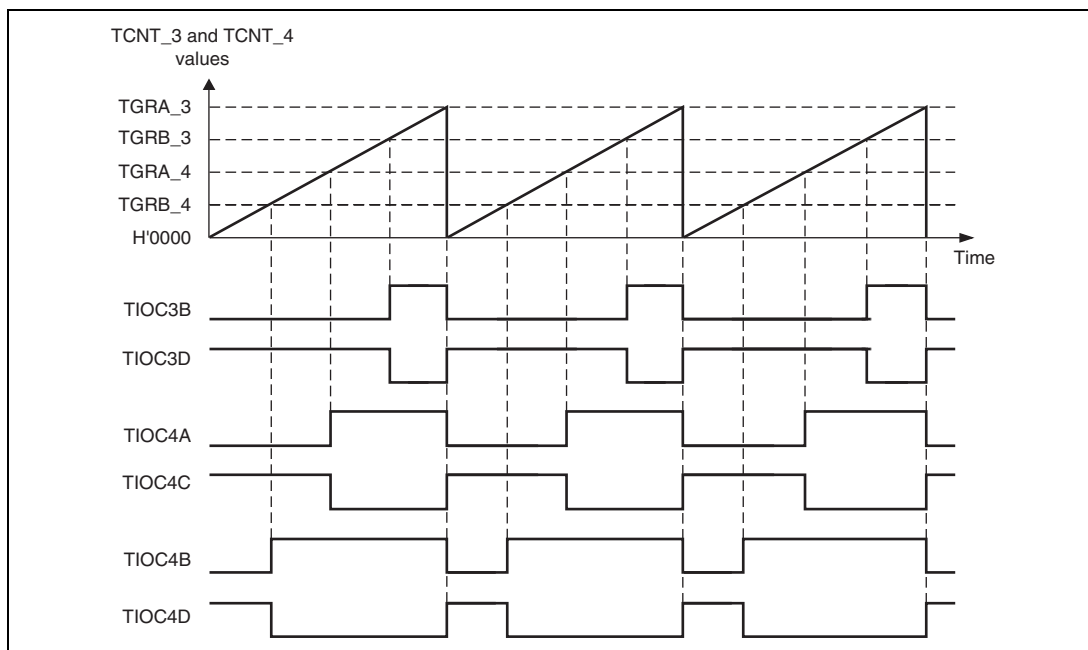 TCNT_3 and TCNT_4
values
TGRA_3
TGRB_3
TGRA_4
TGRB_4
H'0000
Time
TIOC3B
TIOC3D
TIOC4A
TIOC4C
TIOC4B
TIOC4D